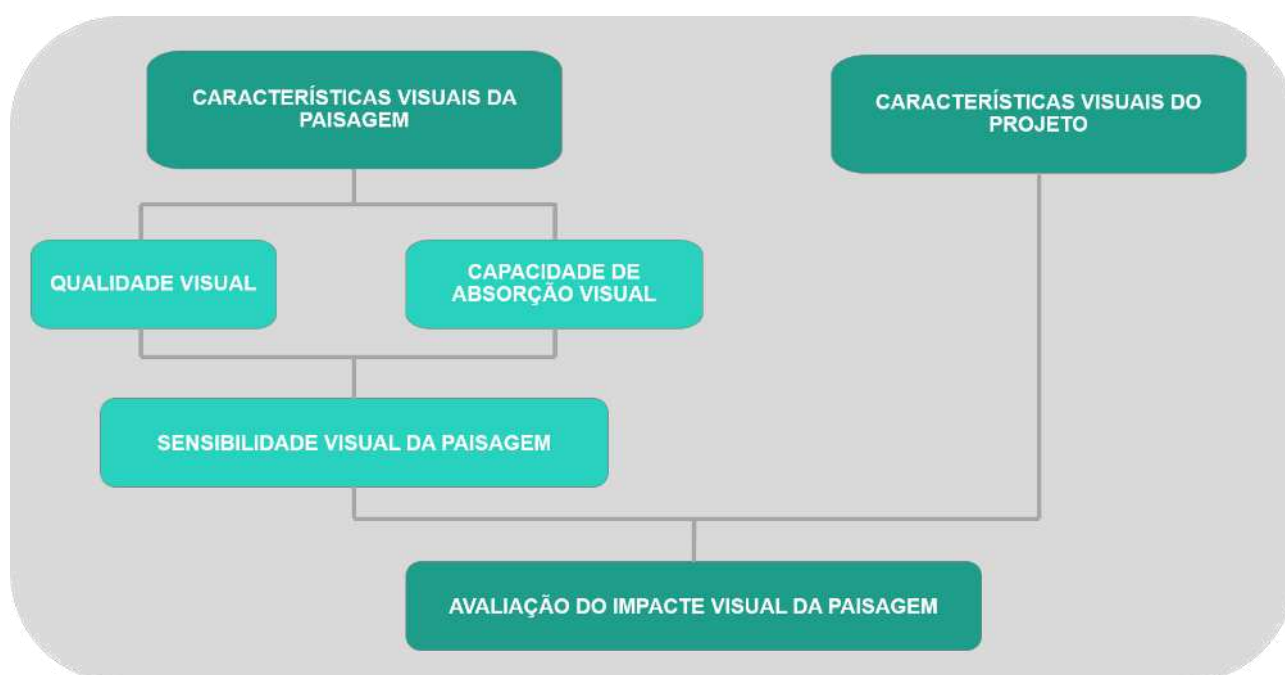 CARACTERÍSTICAS VISUAIS DA
PAISAGEM
CARACTERÍSTICAS VISUAIS DO
PROJETO
QUALIDADE VISUAL
CAPACIDADE DE
ABSORÇÃO VISUAL
SENSIBILIDADE VISUAL DA PAISAGEM
AVALIAÇÃO DO IMPACTE VISUAL DA PAISAGEM